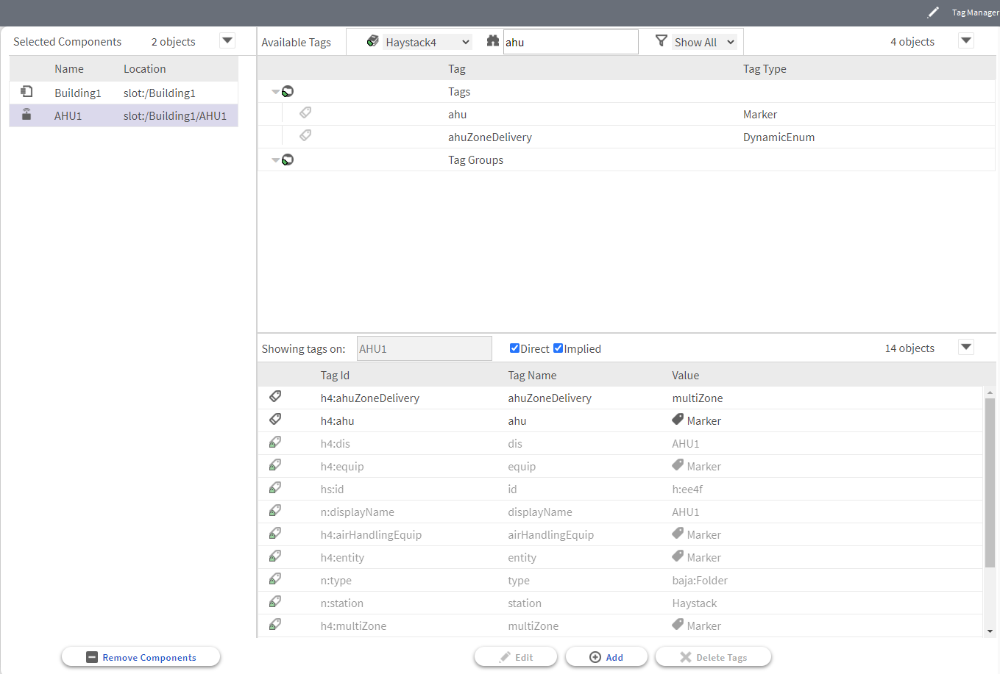 Tag Manager
Selected Components 2 objects
Name Location
Building1 slot:/Building1
AHU1 slot:/Building1/AHU1
Available Tags Haystack4 ahu Show All 4 objects
Tag Tag Type
Tags
ahu Marker
ahuZoneDelivery DynamicEnum
Tag Groups
Showing tags on: AHU1 Direct Implied 14 objects
Tag Id Tag Name Value
h4:ahuZoneDelivery ahuZoneDelivery multiZone
h4:ahu ahu Marker
h4:dis dis AHU1
h4:equip equip Marker
hs:id id h:ee4f
n:displayName displayName AHU1
h4:airHandlingEquip airHandlingEquip Marker
h4:entity entity Marker
n:type type baja:Folder
n:station station Haystack
h4:multiZone multiZone Marker
Remove Components Edit Add Delete Tags